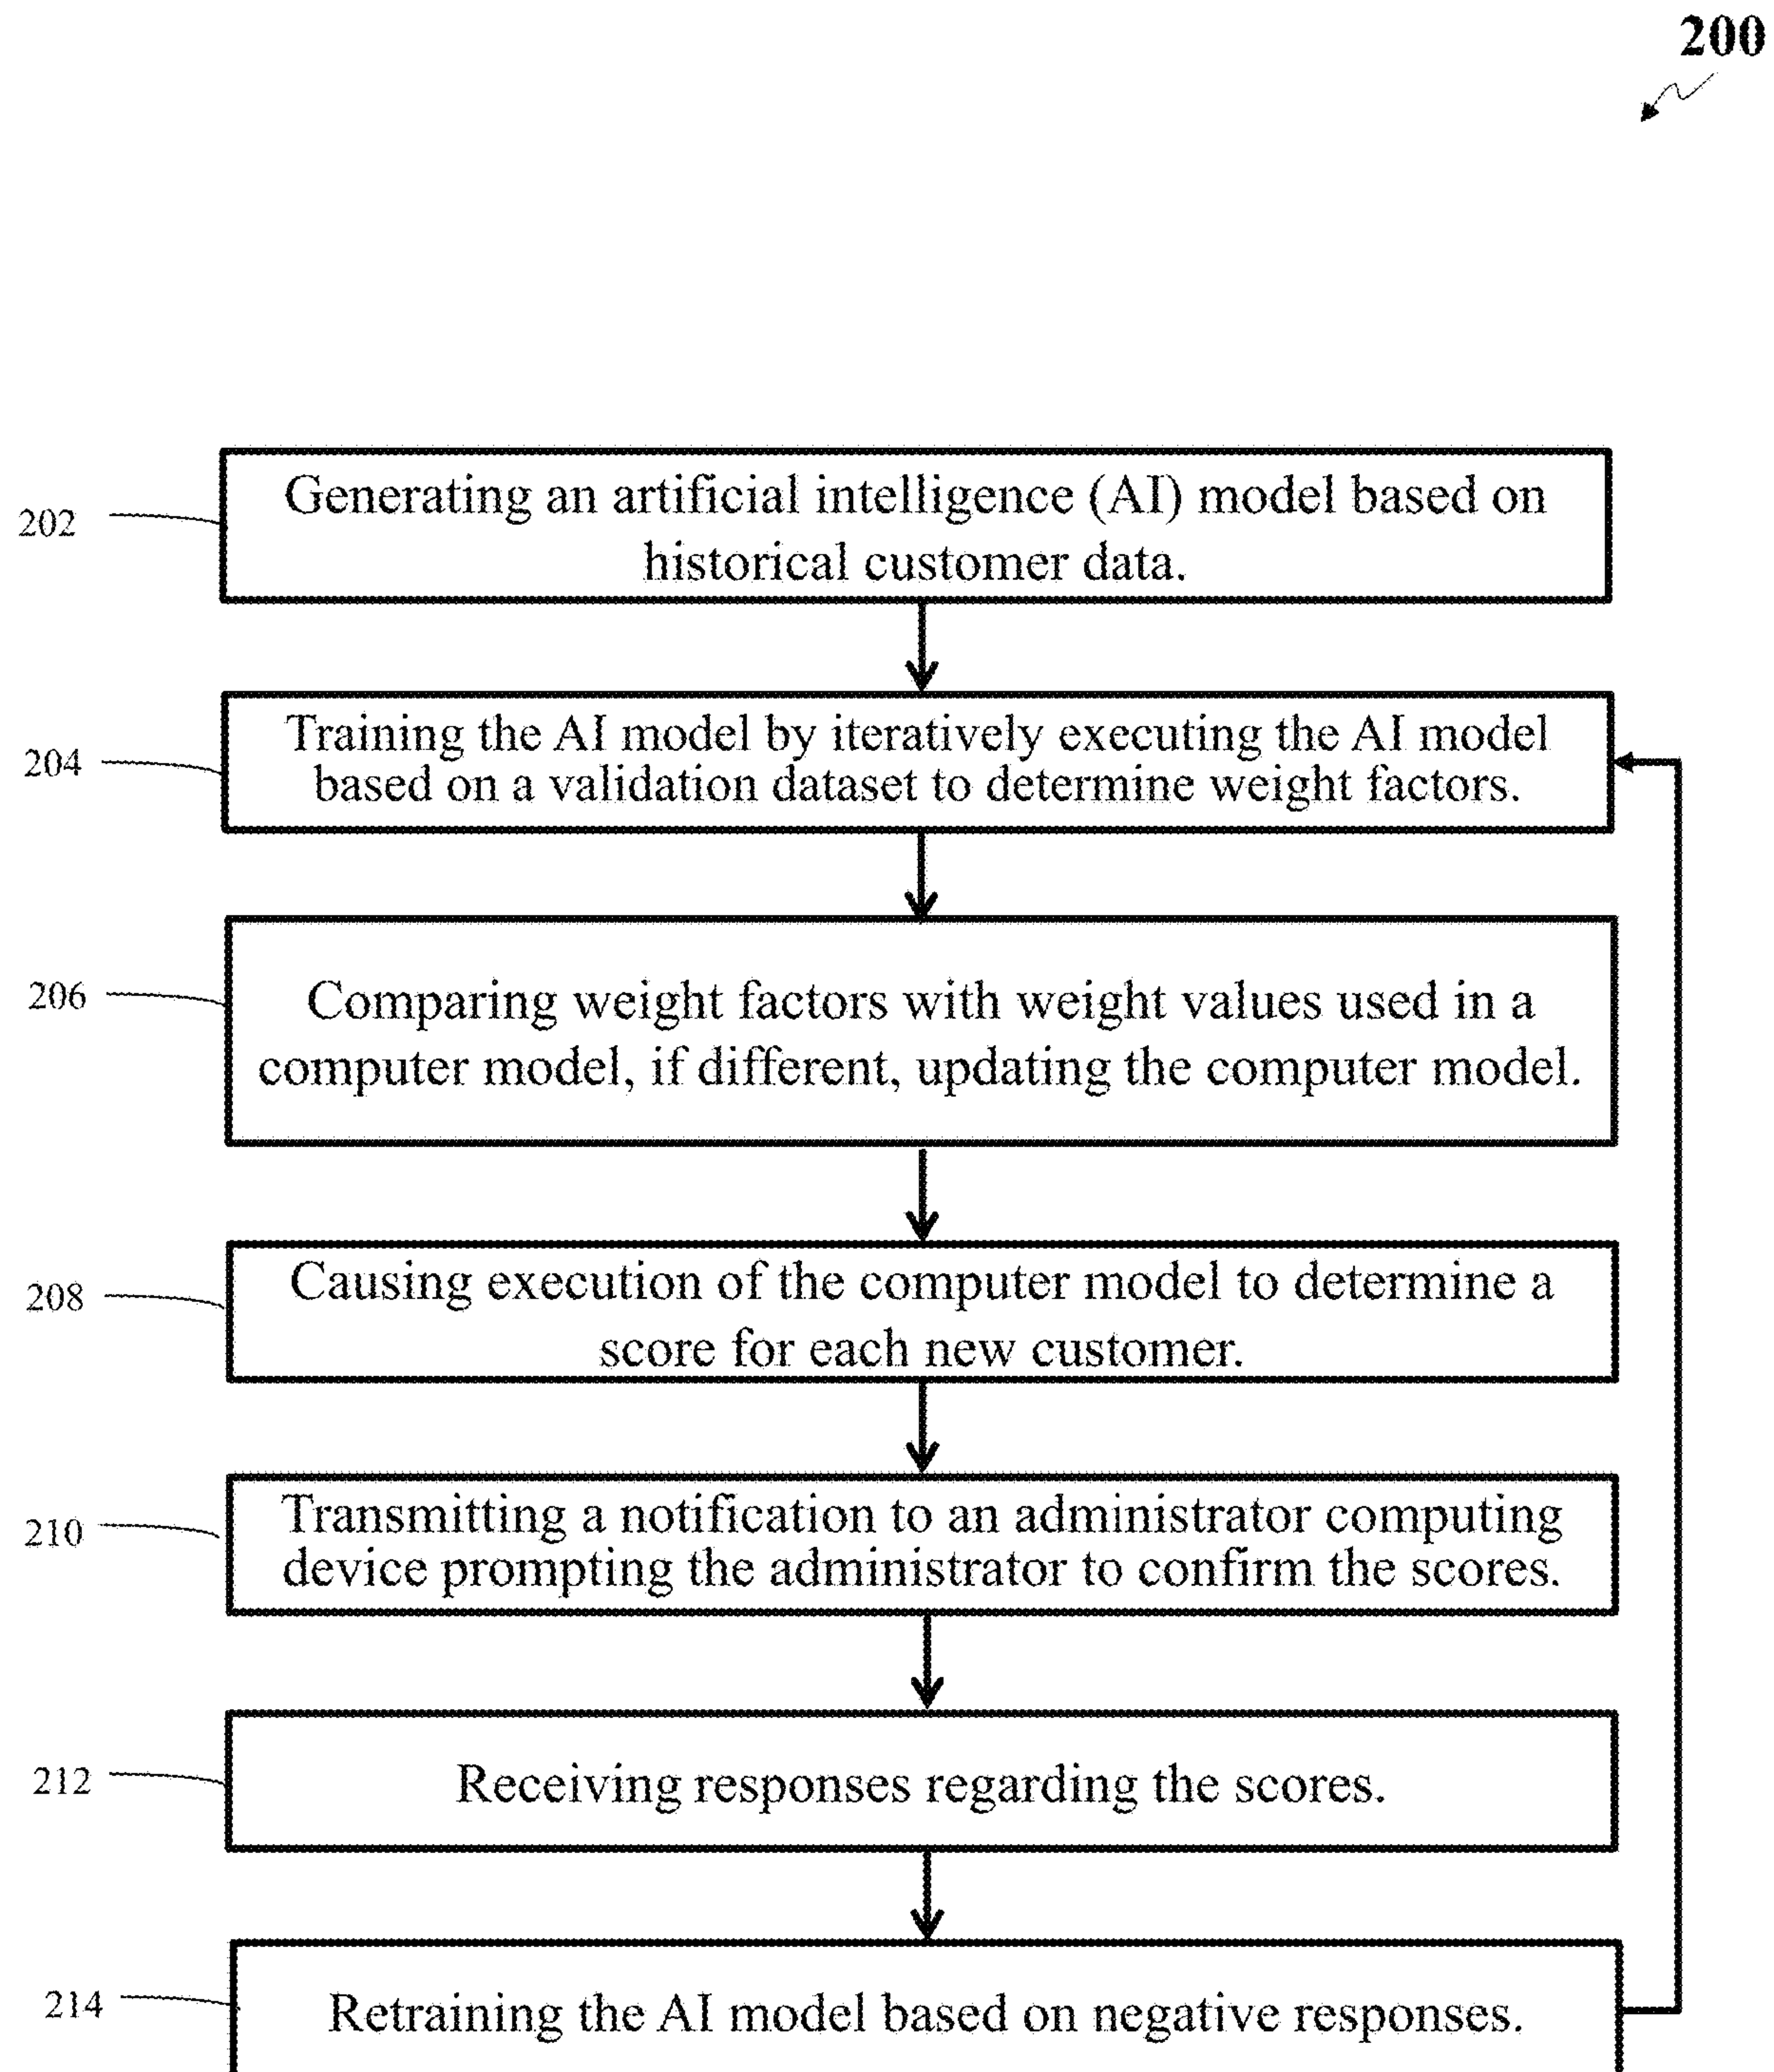 200
202
Generating an artificial intelligence (AI) model based on
historical customer data.
204
Training the AI model by iteratively executing the AI model
based on a validation dataset to determine weight factors.
206
Comparing weight factors with weight values used in a
computer model, if different, updating the computer model.
208
Causing execution of the computer model to determine a
score for each new customer.
210
Transmitting a notification to an administrator computing
device prompting the administrator to confirm the scores.
212
Receiving responses regarding the scores.
214
Retraining the AI model based on negative responses.